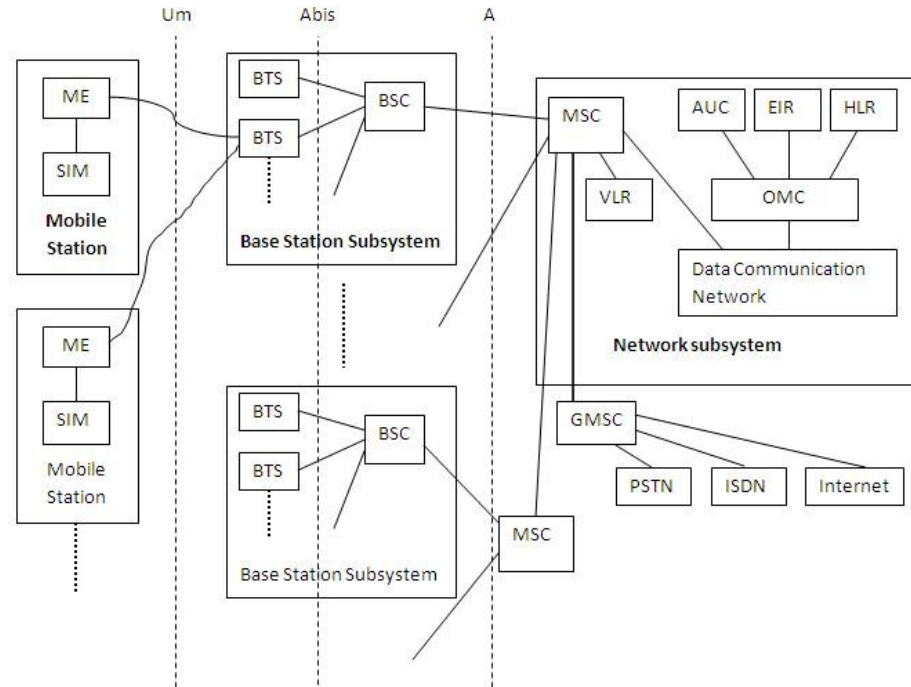 Um
Abis
A
ME
SIM
Mobile
Station
BTS
BTS
BSC
Base Station Subsystem
MSC
VLR
AUC
EIR
HLR
OMC
Data Communication
Network
Network subsystem
ME
SIM
Mobile
Station
BTS
BTS
BSC
Base Station Subsystem
MSC
GMSC
PSTN
ISDN
Internet